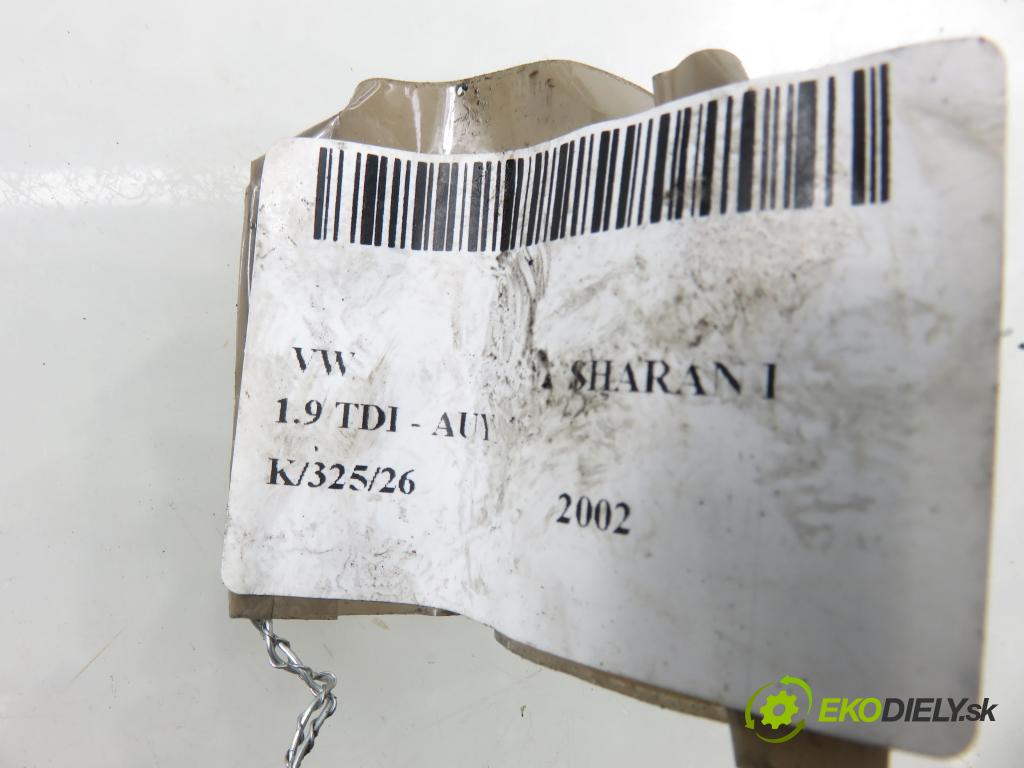 VW SHARAN I
1.9 TDI - AUY
K/325/26
2002
EKODIELY.sk